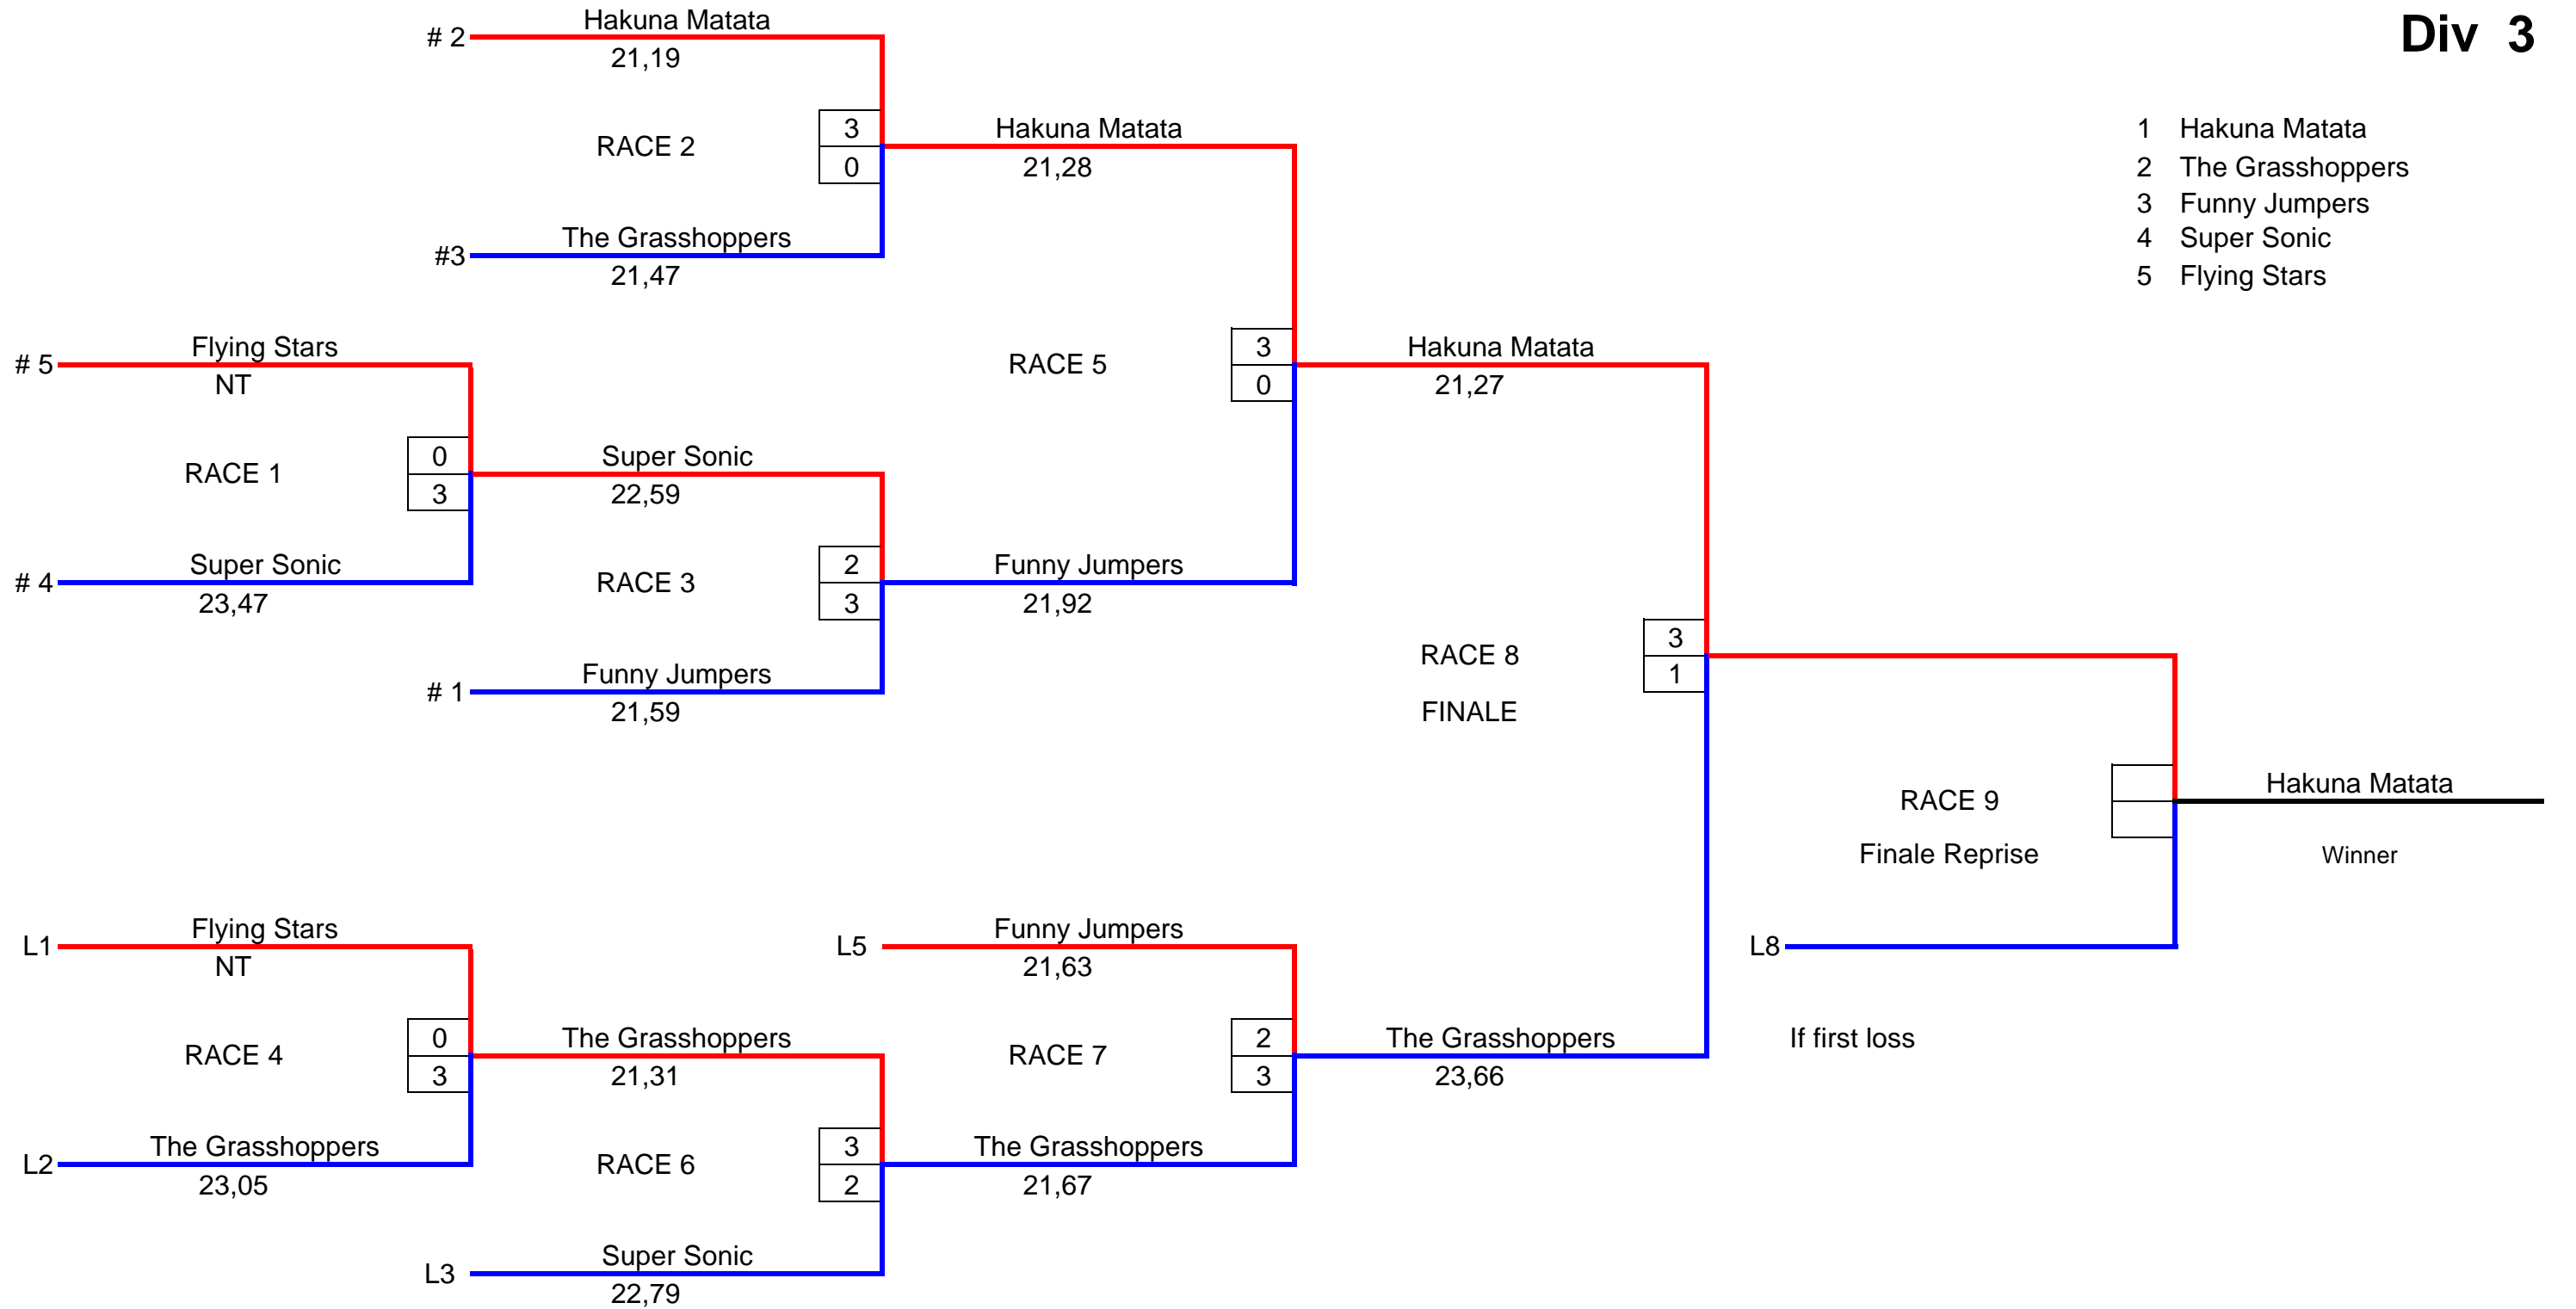 Div 3
Hakuna Matata
# 2
21,19
3
RACE 2
0
Hakuna Matata
21,28
The Grasshoppers
#3
21,47
1 Hakuna Matata
2 The Grasshoppers
3 Funny Jumpers
4 Super Sonic
5 Flying Stars
Flying Stars
# 5
NT
0
RACE 1
3
Super Sonic
22,59
Super Sonic
# 4
23,47
2
RACE 3
3
Funny Jumpers
21,92
Funny Jumpers
# 1
21,59
3
RACE 5
0
Hakuna Matata
21,27
3
RACE 8
1
FINALE
RACE 9
Finale Reprise
Hakuna Matata
Winner
Flying Stars
L1
NT
0
RACE 4
3
The Grasshoppers
21,31
The Grasshoppers
L2
23,05
3
RACE 6
2
The Grasshoppers
21,67
Super Sonic
L3
22,79
Funny Jumpers
L5
21,63
2
RACE 7
3
The Grasshoppers
23,66
L8
If first loss